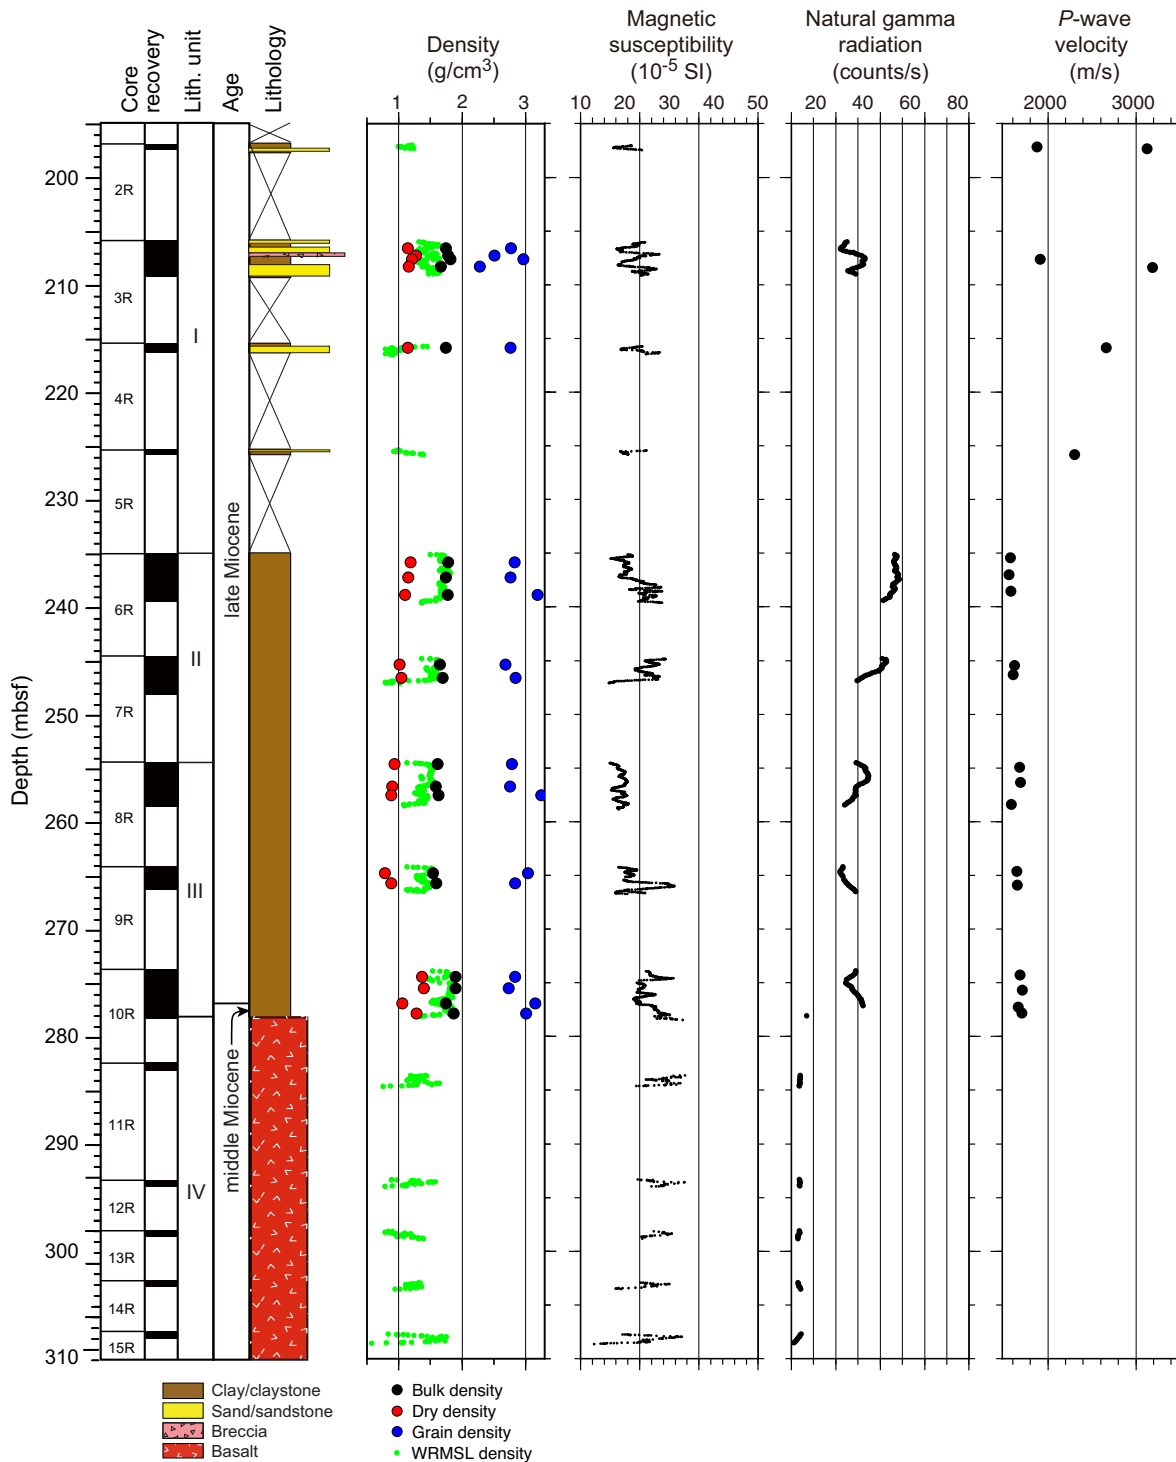 Core
recovery
Lith. unit
Age
Lithology
Density
(g/cm3)
Magnetic
susceptibility
(10-5 SI)
Natural gamma
radiation
(counts/s)
P-wave
velocity
(m/s)
1 2 3
10 20 30 40 50
20 40 60 80
2000 3000
Depth (mbsf)
200
210
220
230
240
250
260
270
280
290
300
310
2R
3R
4R
5R
6R
7R
8R
9R
10R
11R
12R
13R
14R
15R
I
II
III
IV
late Miocene
middle Miocene
Clay/claystone
Sand/sandstone
Breccia
Basalt
Bulk density
Dry density
Grain density
WRMSL density